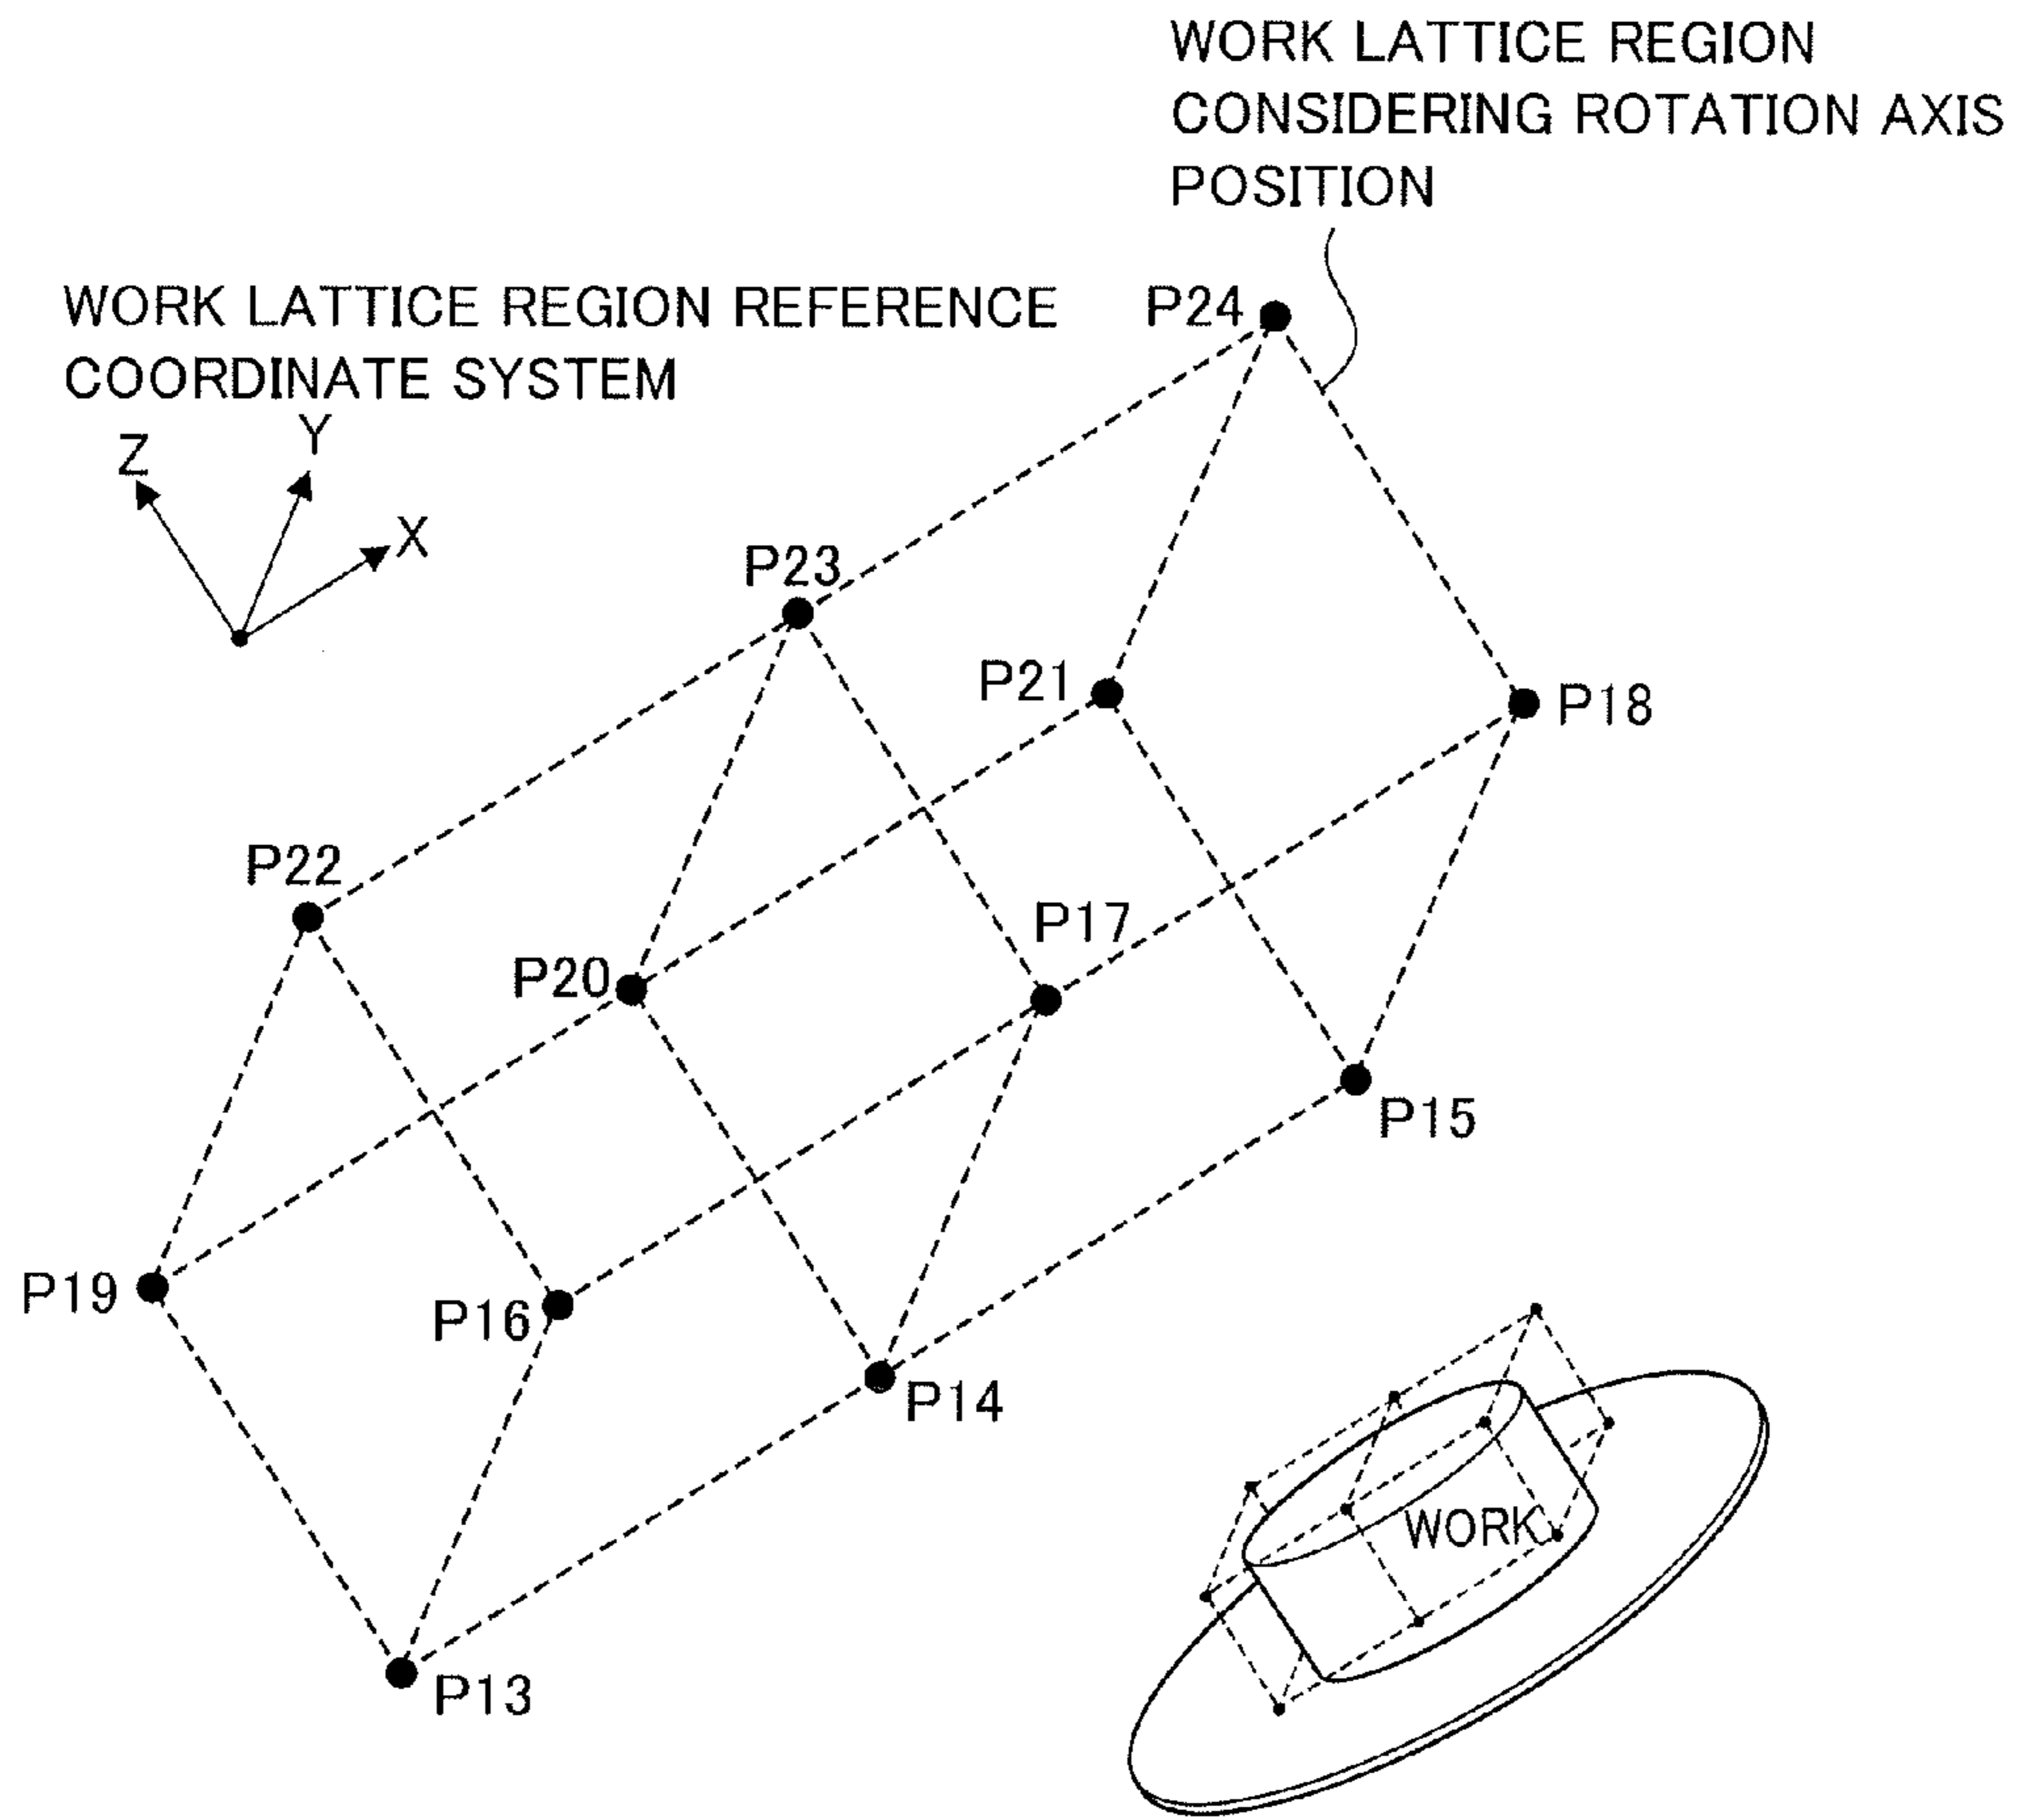 WORK LATTICE REGION
CONSIDERING ROTATION AXIS
POSITION
WORK LATTICE REGION REFERENCE
COORDINATE SYSTEM
P24
Z
Y
X
P23
P21
P18
P22
P17
P20
P15
P19
P16
P14
WORK
P13